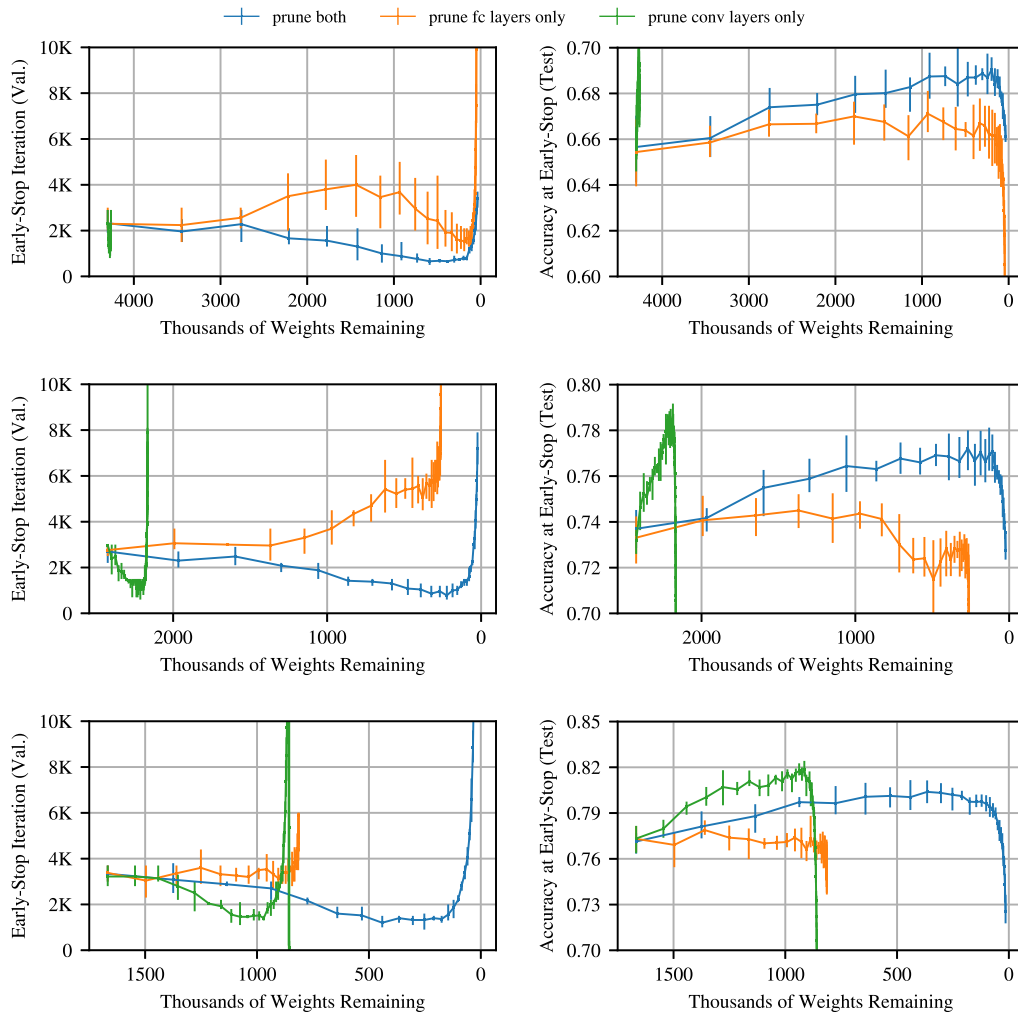 prune both prune fc layers only prune conv layers only
Early-Stop Iteration (Val.)
10K
8K
6K
4K
2K
0
4000 3000 2000 1000 0
Thousands of Weights Remaining
Accuracy at Early-Stop (Test)
0.70
0.68
0.66
0.64
0.62
0.60
4000 3000 2000 1000 0
Thousands of Weights Remaining
Early-Stop Iteration (Val.)
10K
8K
6K
4K
2K
0
2000 1000 0
Thousands of Weights Remaining
Accuracy at Early-Stop (Test)
0.80
0.78
0.76
0.74
0.72
0.70
2000 1000 0
Thousands of Weights Remaining
Early-Stop Iteration (Val.)
10K
8K
6K
4K
2K
0
1500 1000 500 0
Thousands of Weights Remaining
Accuracy at Early-Stop (Test)
0.85
0.82
0.79
0.76
0.73
0.70
1500 1000 500 0
Thousands of Weights Remaining